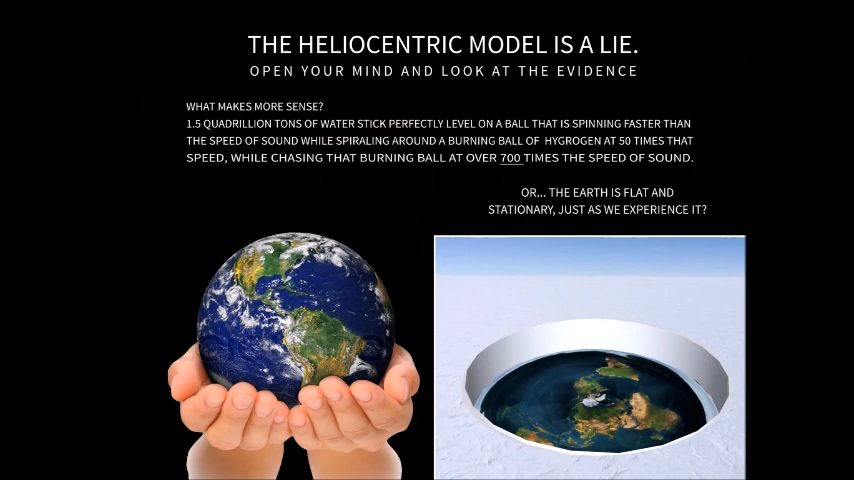 THE HELIOCENTRIC MODEL IS A LIE.
OPEN YOUR MIND AND LOOK AT THE EVIDENCE
WHAT MAKES MORE SENSE?
1.5 QUADRILLION TONS OF WATER STICK PERFECTLY LEVEL ON A BALL THAT IS SPINNING FASTER THAN
THE SPEED OF SOUND WHILE SPIRALING AROUND A BURNING BALL OF HYGROGEN AT 50 TIMES THAT
SPEED, WHILE CHASING THAT BURNING BALL AT OVER 700 TIMES THE SPEED OF SOUND.
OR... THE EARTH IS FLAT AND
STATIONARY, JUST AS WE EXPERIENCE IT?